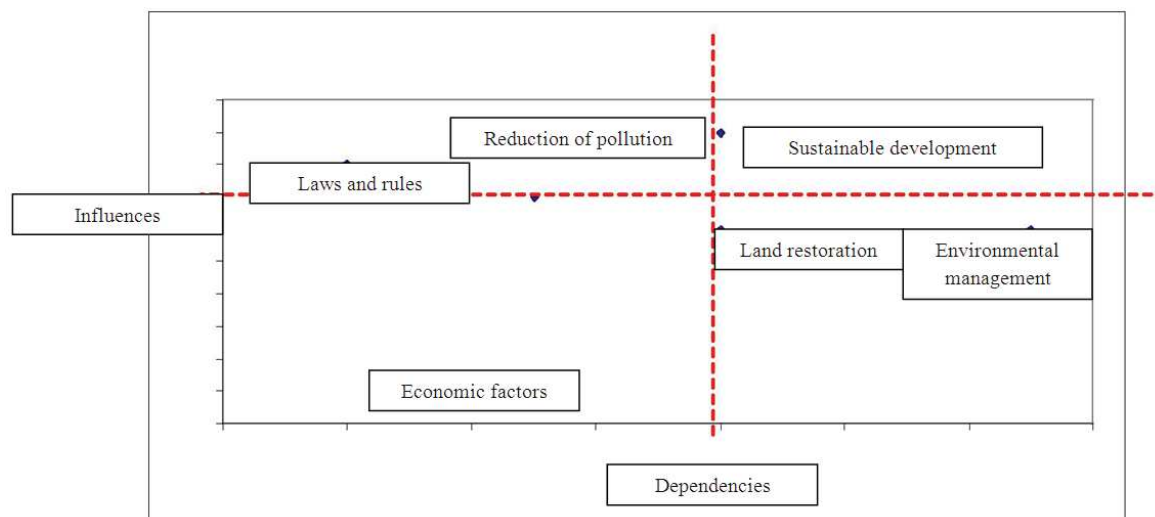 Reduction of pollution
Sustainable development
Laws and rules
Influences
Land restoration
Environmental
management
Economic factors
Dependencies